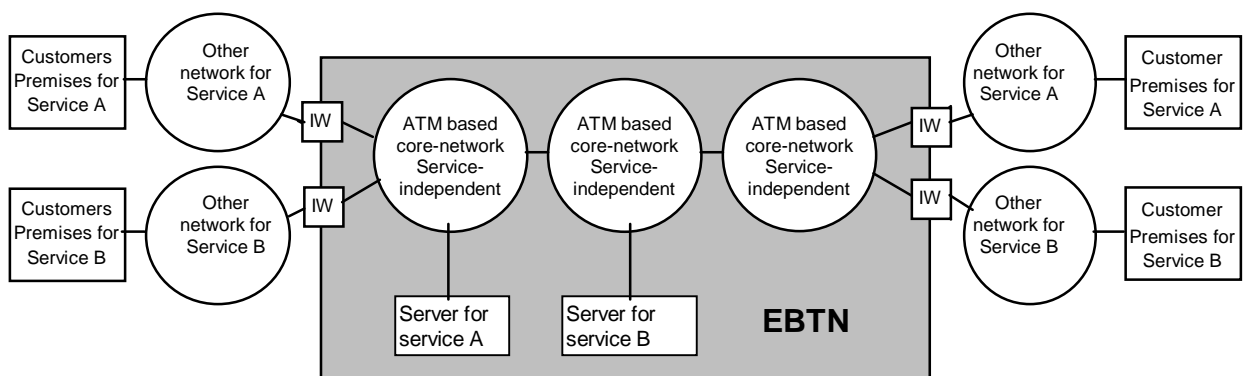 Customers
Premises for
Service A
Other
network for
Service A
IW
ATM based
core-network
Service-
independent
ATM based
core-network
Service-
independent
ATM based
core-network
Service-
independent
IW
Other
network for
Service A
Customer
Premises for
Service A
Customers
Premises for
Service B
Other
network for
Service B
IW
IW
Other
network for
Service B
Customer
Premises for
Service B
Server for
service A
Server for
service B
EBTN